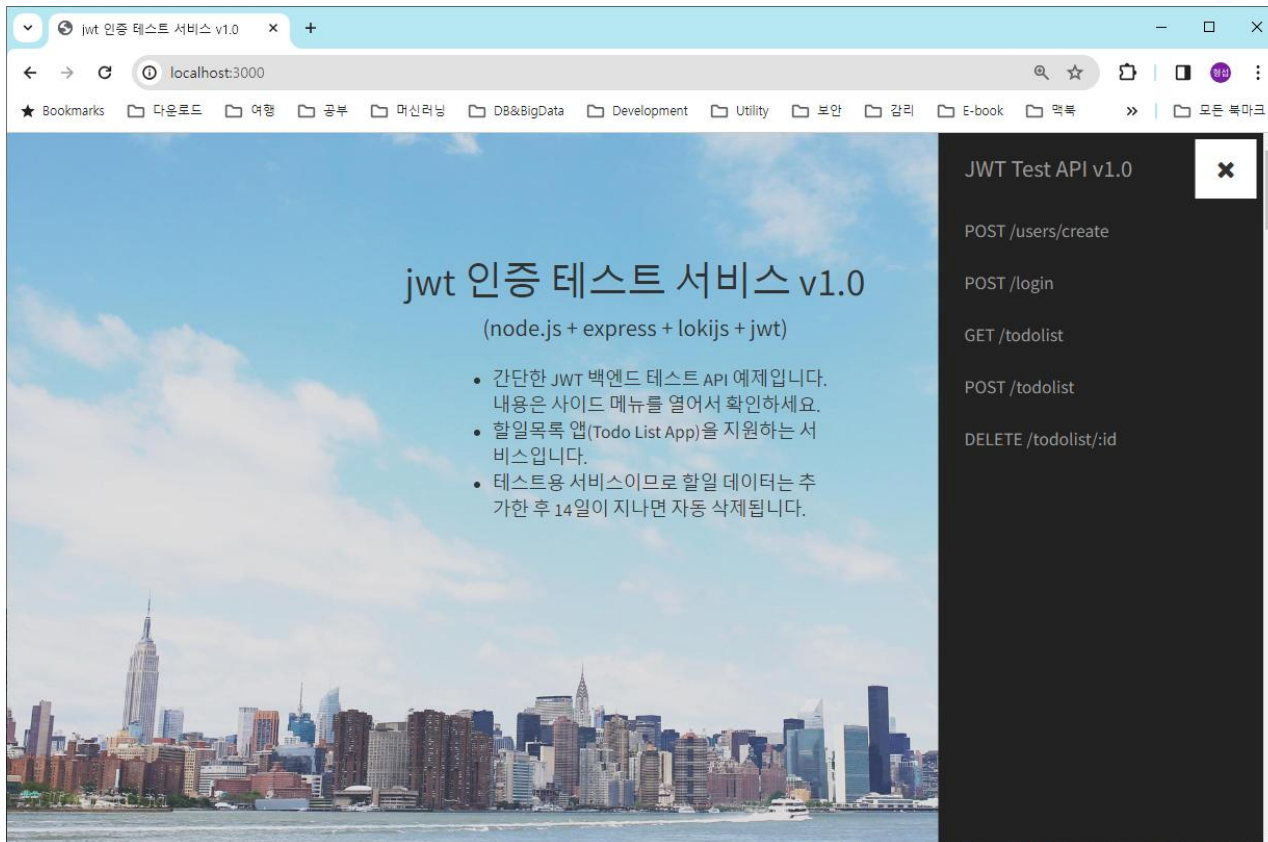 jwt 인증 테스트 서비스 v1.0
localhost:3000
형섭
Bookmarks 다운로드 여행 공부 머신러닝 DB&BigData Development Utility 보안 감리 E-book 맥북 » 모든 북마크
JWT Test API v1.0
POST /users/create
POST /login
GET /todolist
POST /todolist
DELETE /todolist/:id
jwt 인증 테스트 서비스 v1.0
(node.js + express + lokijs + jwt)
• 간단한 JWT 백엔드 테스트 API 예제입니다.
내용은 사이드 메뉴를 열어서 확인하세요.
• 할일목록 앱(Todo List App)을 지원하는 서
비스입니다.
• 테스트용 서비스이므로 할일 데이터는 추
가한 후 14일이 지나면 자동 삭제됩니다.